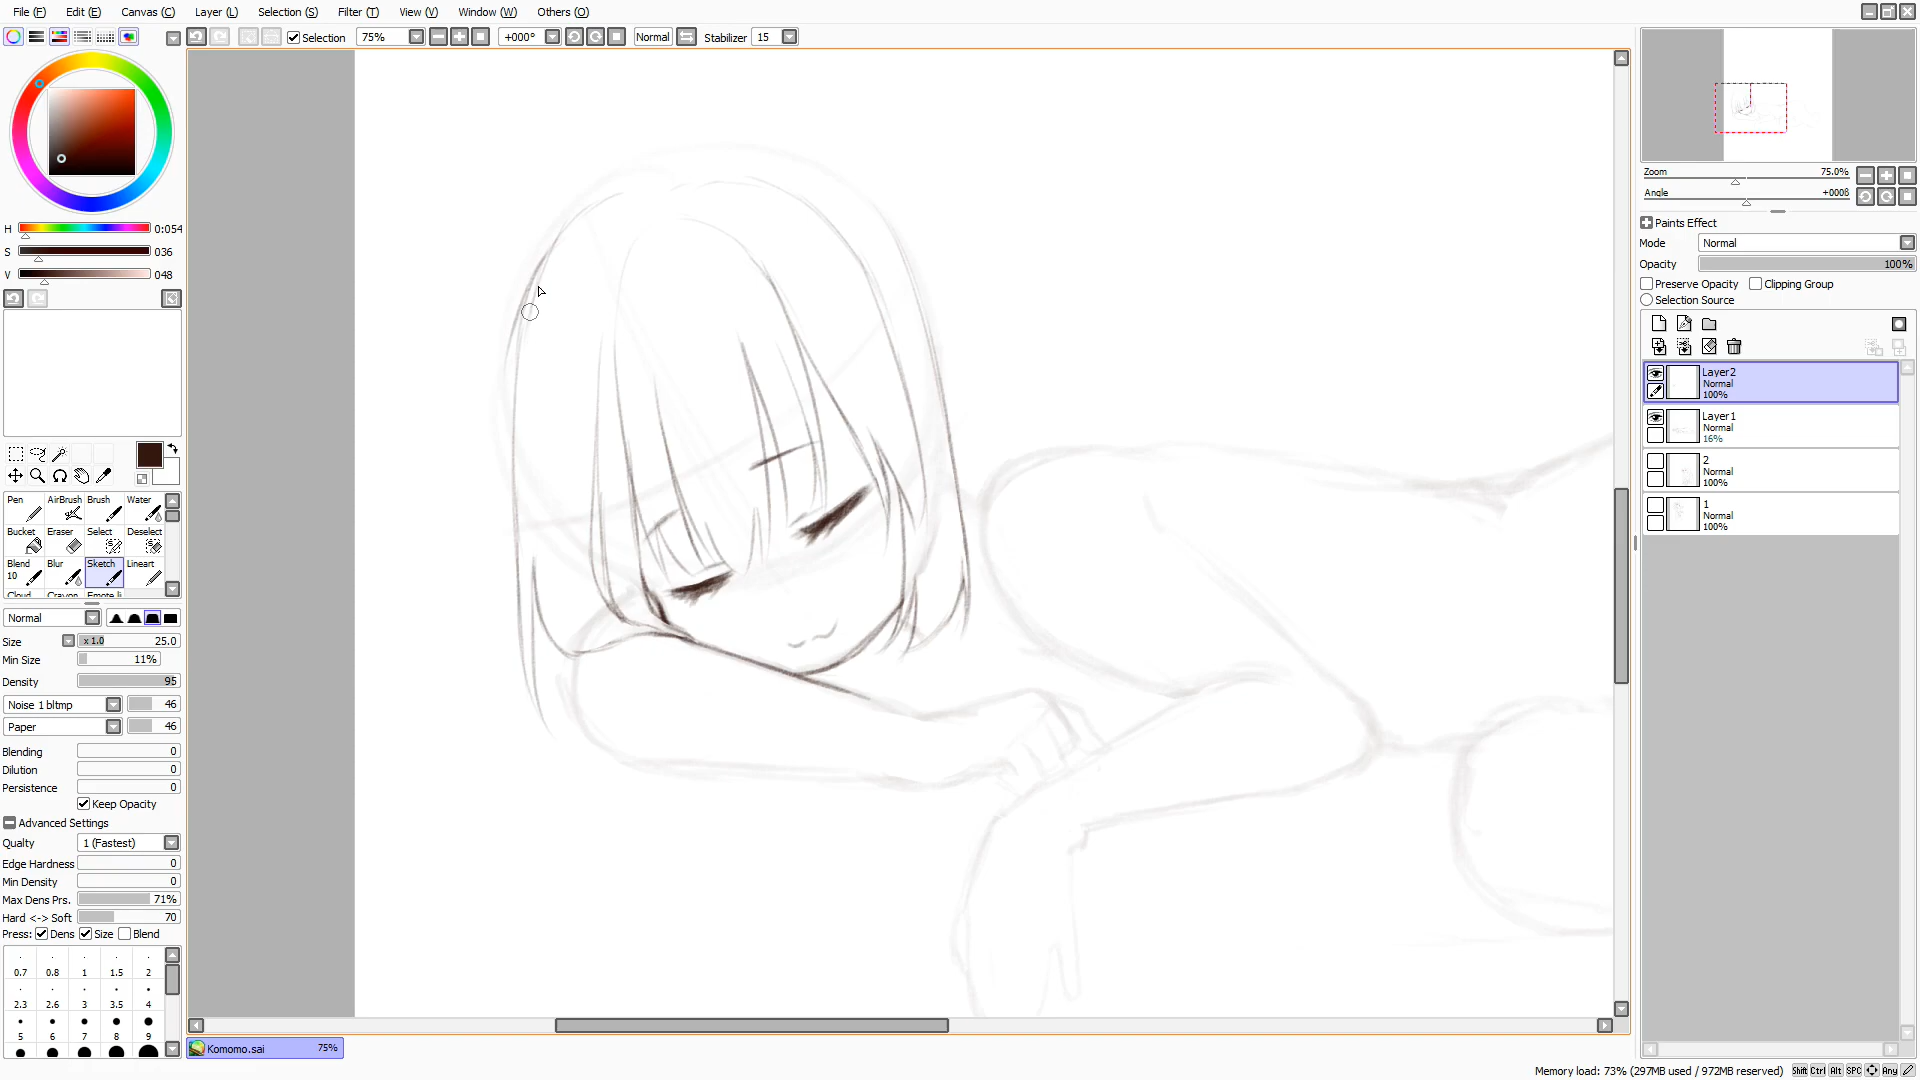 File (F) Edit (E) Canvas (C) Layer (L) Selection (S) Filter (T) View (V) Window (W) Others (O)
Selection 75% +000° Normal Stabilizer 15
H 0:054
S 036
V 048
Pen AirBrush Brush Water
Bucket Eraser Select Deselect
Blend 10 Blur Sketch Lineart
Cloud Crayon Emote li
Normal
Size x 1.0 25.0
Min Size 11%
Density 95
Noise 1 bltmp 46
Paper 46
Blending 0
Dilution 0
Persistence 0
Keep Opacity
Advanced Settings
Qualty 1 (Fastest)
Edge Hardness 0
Min Density 0
Max Dens Prs. 71%
Hard <-> Soft 70
Press: Dens Size Blend
0.7 0.8 1 1.5 2
2.3 2.6 3 3.5 4
5 6 7 8 9
Komomo.sai 75%
Zoom 75.0%
Angle +000ß
Paints Effect
Mode Normal
Opacity 100%
Preserve Opacity Clipping Group
Selection Source
Layer2
Normal
100%
Layer1
Normal
16%
2
Normal
100%
1
Normal
100%
Memory load: 73% (297MB used / 972MB reserved) Shift Ctrl Alt SPC Any